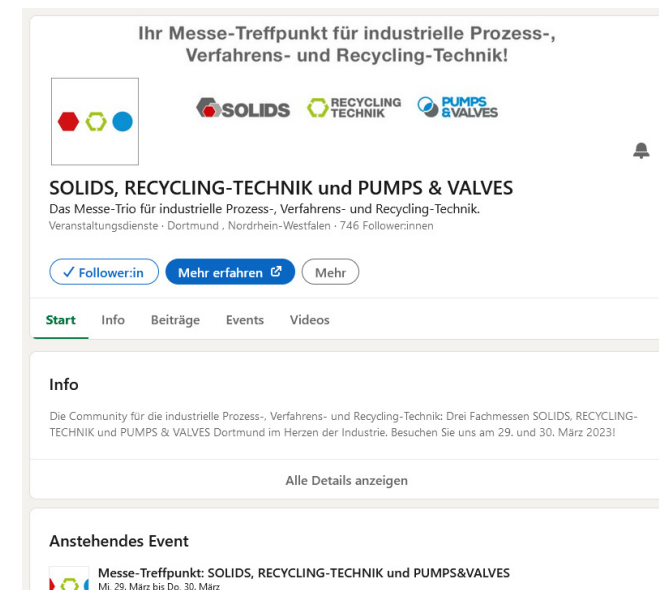 Ihr Messe-Treffpunkt für industrielle Prozess-,
Verfahrens- und Recycling-Technik!
SOLIDS RECYCLING TECHNIK PUMPS &VALVES
SOLIDS, RECYCLING-TECHNIK und PUMPS & VALVES
Das Messe-Trio für industrielle Prozess-, Verfahrens- und Recycling-Technik.
Veranstaltungsdienste · Dortmund , Nordrhein-Westfalen · 746 Follower:innen
Follower:in Mehr erfahren Mehr
Start Info Beiträge Events Videos
Info
Die Community für die industrielle Prozess-, Verfahrens- und Recycling-Technik: Drei Fachmessen SOLIDS, RECYCLING-
TECHNIK und PUMPS & VALVES Dortmund im Herzen der Industrie. Besuchen Sie uns am 29. und 30. März 2023!
Alle Details anzeigen
Anstehendes Event
Messe-Treffpunkt: SOLIDS, RECYCLING-TECHNIK und PUMPS&VALVES
Mi. 29. März bis Do. 30. März